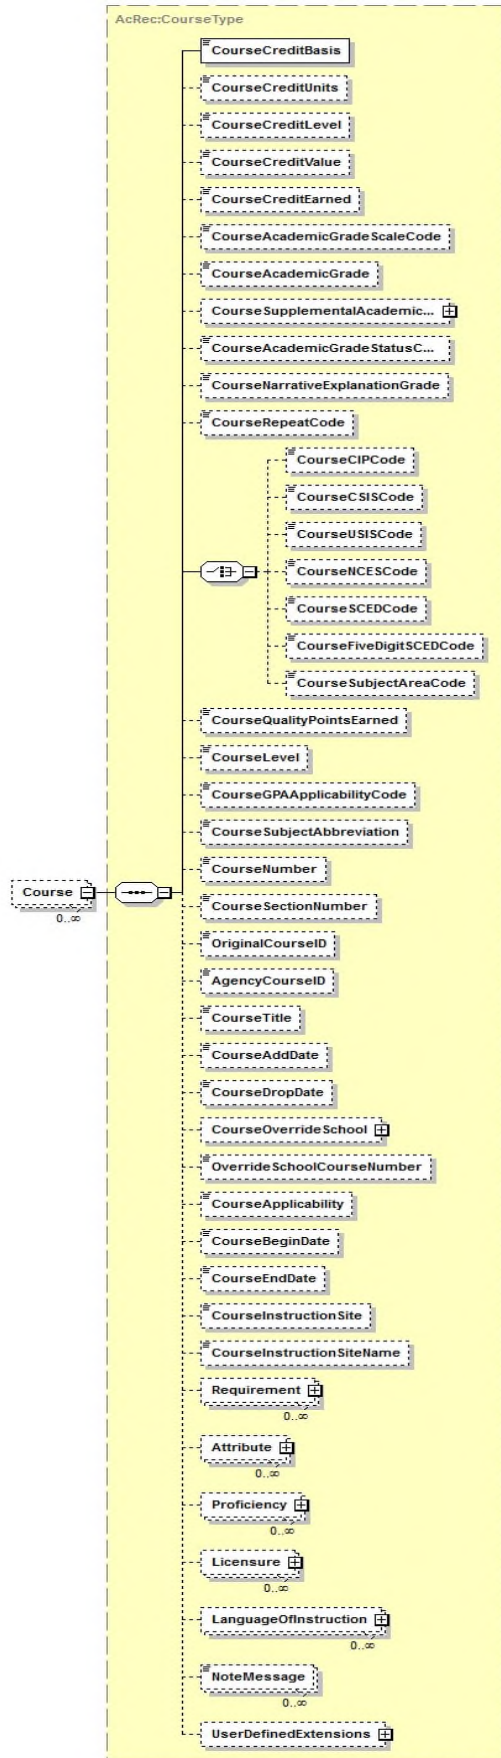 AcRec:CourseType
CourseCreditBasis
CourseCreditUnits
CourseCreditLevel
CourseCreditValue
CourseCreditEarned
CourseAcademicGradeScaleCode
CourseAcademicGrade
CourseSupplementalAcademic...
CourseAcademicGradeStatusC...
CourseNarrativeExplanationGrade
CourseRepeatCode
CourseCIPCode
CourseCSISCode
CourseUSISCode
CourseNCESCode
CourseSCEDCode
CourseFiveDigitSCEDCode
CourseSubjectAreaCode
CourseQualityPointsEarned
CourseLevel
CourseGPAApplicabilityCode
CourseSubjectAbbreviation
CourseNumber
Course
0..∞
CourseSectionNumber
OriginalCourseID
AgencyCourseID
CourseTitle
CourseAddDate
CourseDropDate
CourseOverrideSchool
OverrideSchoolCourseNumber
CourseApplicability
CourseBeginDate
CourseEndDate
CourseInstructionSite
CourseInstructionSiteName
Requirement
0..∞
Attribute
0..∞
Proficiency
0..∞
Licensure
0..∞
LanguageOfInstruction
0..∞
NoteMessage
0..∞
UserDefinedExtensions